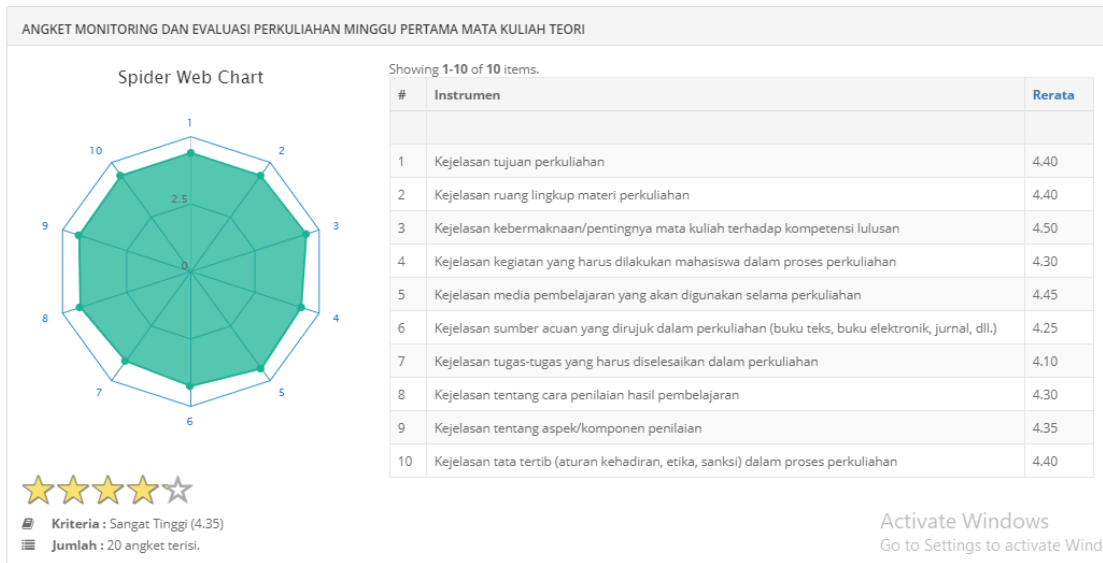 ANGKET MONITORING DAN EVALUASI PERKULIAHAN MINGGU PERTAMA MATA KULIAH TEORI
Spider Web Chart
1
2
3
4
5
6
7
8
9
10
2.5
0
Kriteria : Sangat Tinggi (4.35)
Jumlah : 20 angket terisi.
Showing 1-10 of 10 items.
# Instrumen Rerata
1 Kejelasan tujuan perkuliahan 4.40
2 Kejelasan ruang lingkup materi perkuliahan 4.40
3 Kejelasan kebermaknaan/pentingnya mata kuliah terhadap kompetensi lulusan 4.50
4 Kejelasan kegiatan yang harus dilakukan mahasiswa dalam proses perkuliahan 4.30
5 Kejelasan media pembelajaran yang akan digunakan selama perkuliahan 4.45
6 Kejelasan sumber acuan yang dirujuk dalam perkuliahan (buku teks, buku elektronik, jurnal, dll.) 4.25
7 Kejelasan tugas-tugas yang harus diselesaikan dalam perkuliahan 4.10
8 Kejelasan tentang cara penilaian hasil pembelajaran 4.30
9 Kejelasan tentang aspek/komponen penilaian 4.35
10 Kejelasan tata tertib (aturan kehadiran, etika, sanksi) dalam proses perkuliahan 4.40
Activate Windows
Go to Settings to activate Wind